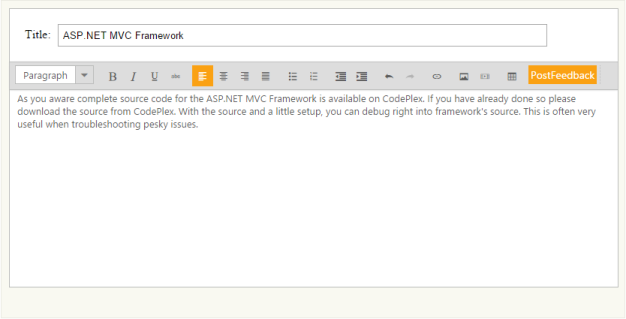 Title: ASP.NET MVC Framework
Paragraph B I U abc PostFeedback
As you aware complete source code for the ASP.NET MVC Framework is available on CodePlex. If you have already done so please
download the source from CodePlex. With the source and a little setup, you can debug right into framework's source. This is often very
useful when troubleshooting pesky issues.